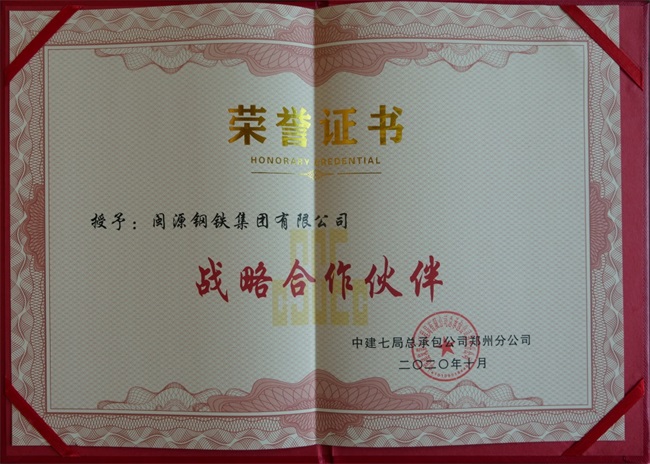 荣誉证书
HONORARY CREDENTIAL
授予：闽源钢铁集团有限公司
战略合作伙伴
中建七局总承包公司郑州分公司
二〇二〇年十月